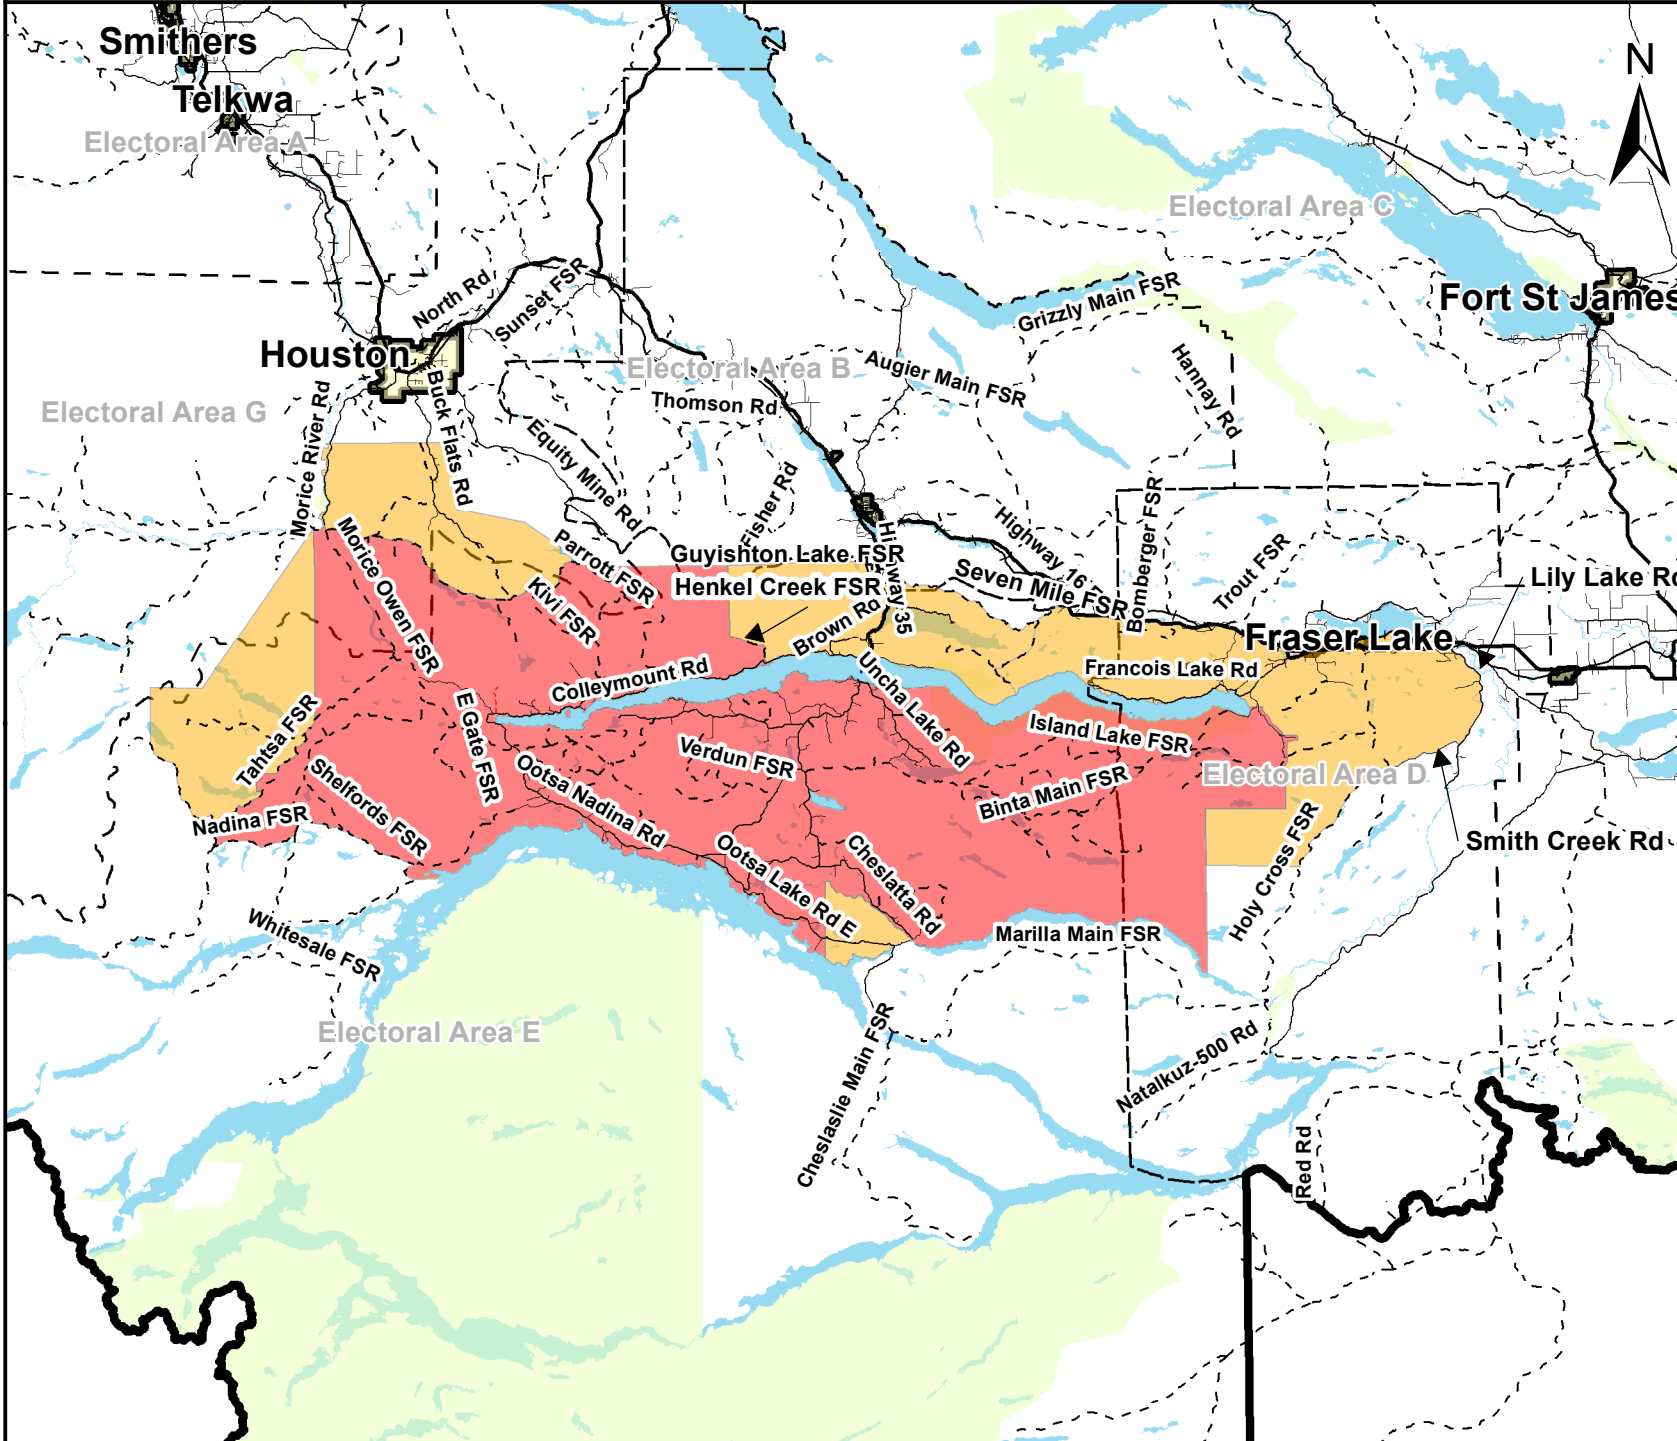 Smithers
N
Telkwa
Electoral Area A
Electoral Area C
North Rd
Sunset FSR
Grizzly Main FSR
Fort St James
Houston
Electoral Area B
Augier Main FSR
Hannay Rd
Thomson Rd
Electoral Area G
Morice River Rd
Buck Flats Rd
Equity Mine Rd
Fisher Rd
Highway 16 E
Bomberger FSR
Trout FSR
Morice Owen FSR
Parrott FSR
Guyishton Lake FSR
Highway 35
Seven Mile FSR
Lily Lake Rd
Henkel Creek FSR
Kivi FSR
Brown Rd
Fraser Lake
Colleymount Rd
Uncha Lake Rd
Francois Lake Rd
Tahtsa FSR
E Gate FSR
Verdun FSR
Island Lake FSR
Electoral Area D
Shelfords FSR
Ootsa Nadina Rd
Binta Main FSR
Nadina FSR
Ootsa Lake Rd E
Cheslatta Rd
Holy Cross FSR
Smith Creek Rd
Whitesale FSR
Marilla Main FSR
Electoral Area E
Cheslaslie Main FSR
Natalkuz-500 Rd
Red Rd